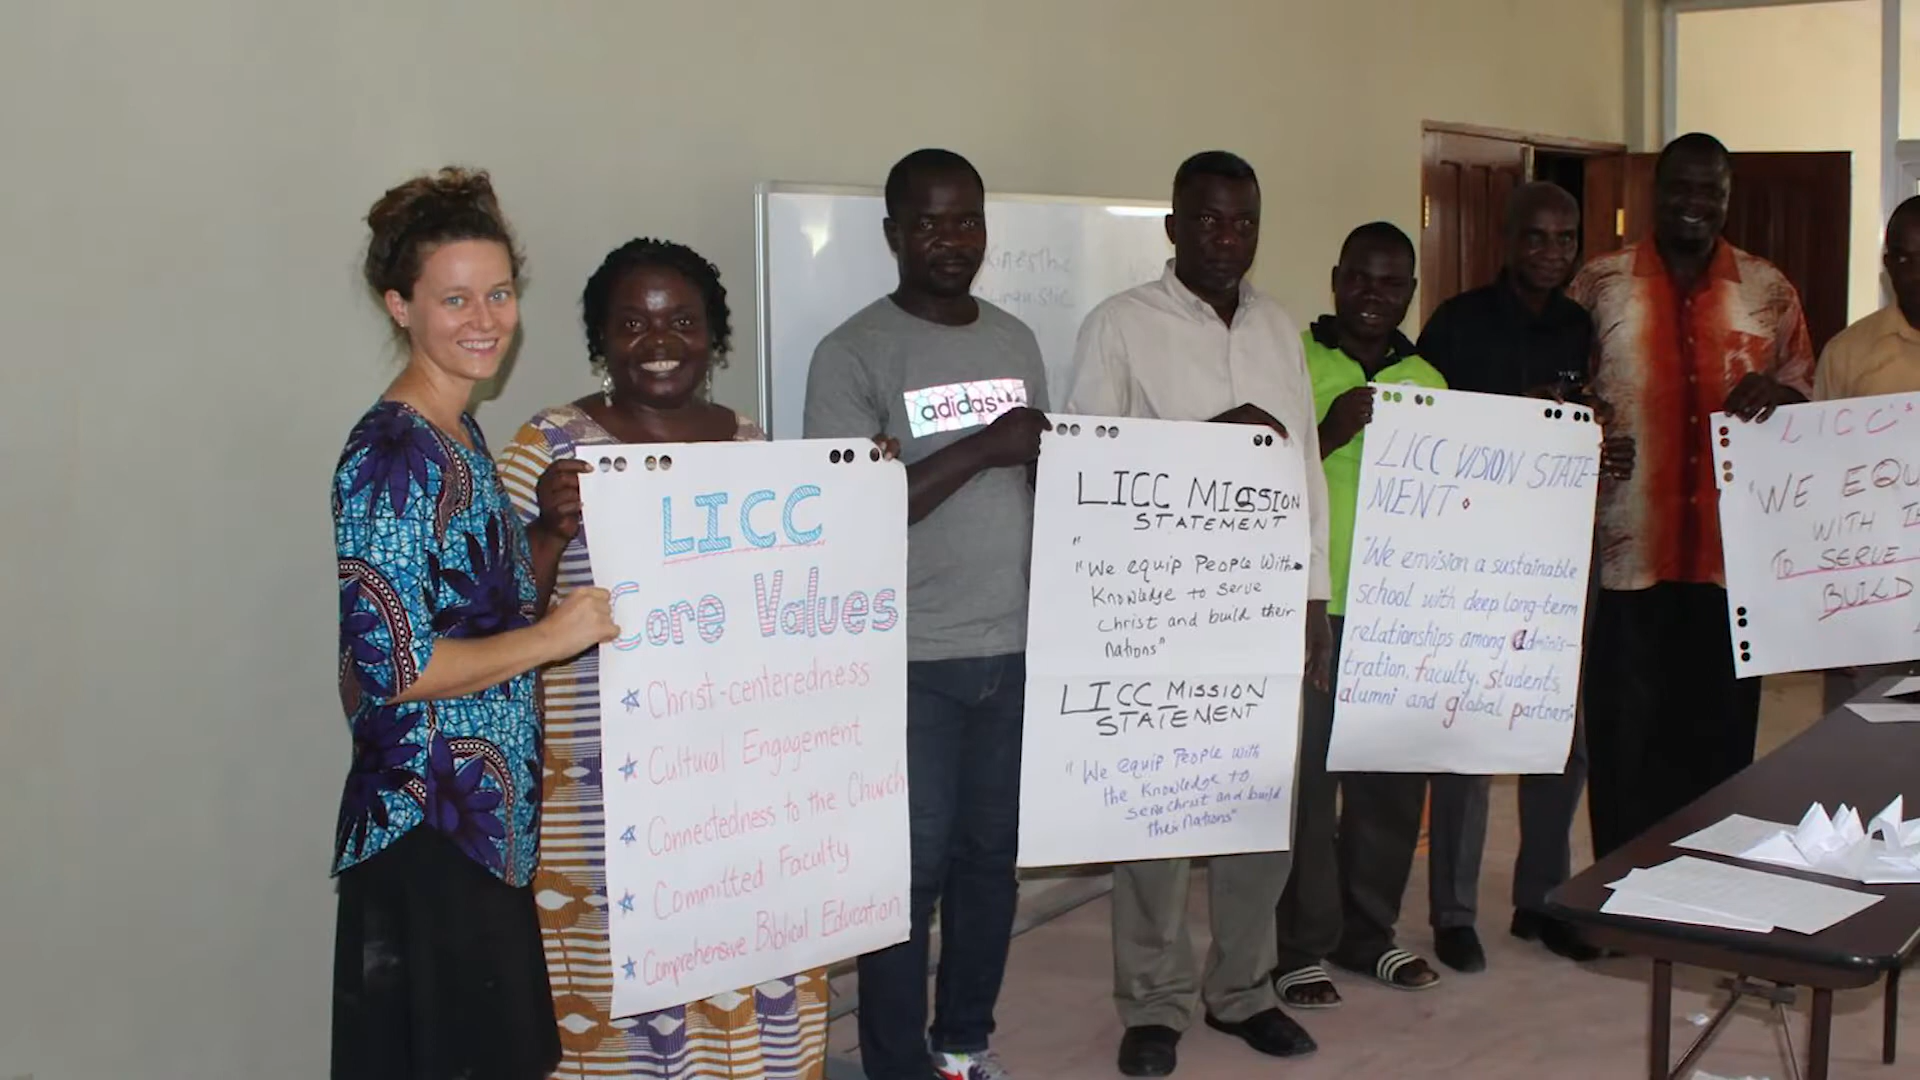 LICC
Core Values
Christ-centeredness
Cultural Engagement
Connectedness to the Church
Committed Faculty
Comprehensive Biblical Education
adidas
LICC MISSION
STATEMENT
"
"We equip People With
Knowledge to serve
Christ and build their
Nations"
LICC MISSION
STATEMENT
"We equip People with
the Knowledge to
serve christ and build
their Nations"
LICC VISION STATE-
MENT.
"We envision a sustainable
school with deep long-term
relationships among adminis-
tration, faculty, students,
alumni and global partners
LICC's
"WE EQU
WITH
TO SERVE
BUILD